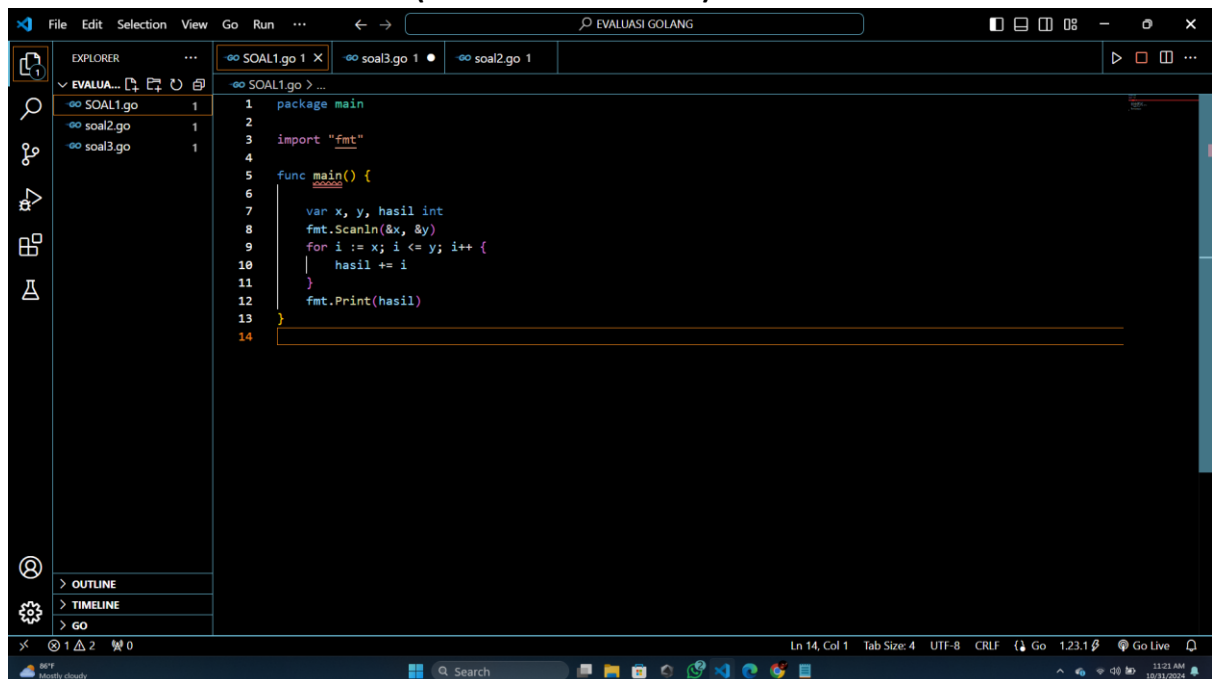 File Edit Selection View Go Run ··· ← → EVALUASI GOLANG
EXPLORER ···
SOAL1.go 1 × soal3.go 1 ● soal2.go 1
EVALUA...
SOAL1.go > ...
SOAL1.go 1
soal2.go 1
soal3.go 1
1
1 package main
2
3 import "fmt"
4
5 func main() {
6
7 var x, y, hasil int
8 fmt.Scanln(&x, &y)
9 for i := x; i <= y; i++ {
10 hasil += i
11 }
12 fmt.Print(hasil)
13 }
14
OUTLINE
TIMELINE
GO
1 2 0 Ln 14, Col 1 Tab Size: 4 UTF-8 CRLF Go 1.23.1 Go Live
86°F
Mostly cloudy
Search
11:21 AM
10/31/2024